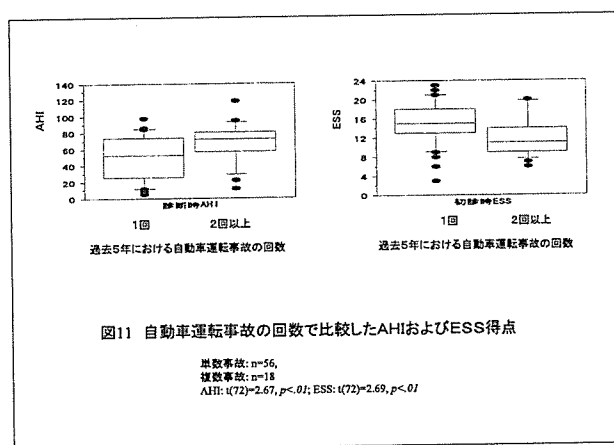 140
120
100
80
60
40
20
0
AHI
診断時AHI
1回 2回以上
過去5年における自動車運転事故の回数
24
20
16
12
8
4
0
ESS
初診時ESS
1回 2回以上
過去5年における自動車運転事故の回数
図11 自動車運転事故の回数で比較したAHIおよびESS得点
単数事故: n=56,
複数事故: n=18
AHI: t(72)=2.67, p<.01; ESS: t(72)=2.69, p<.01